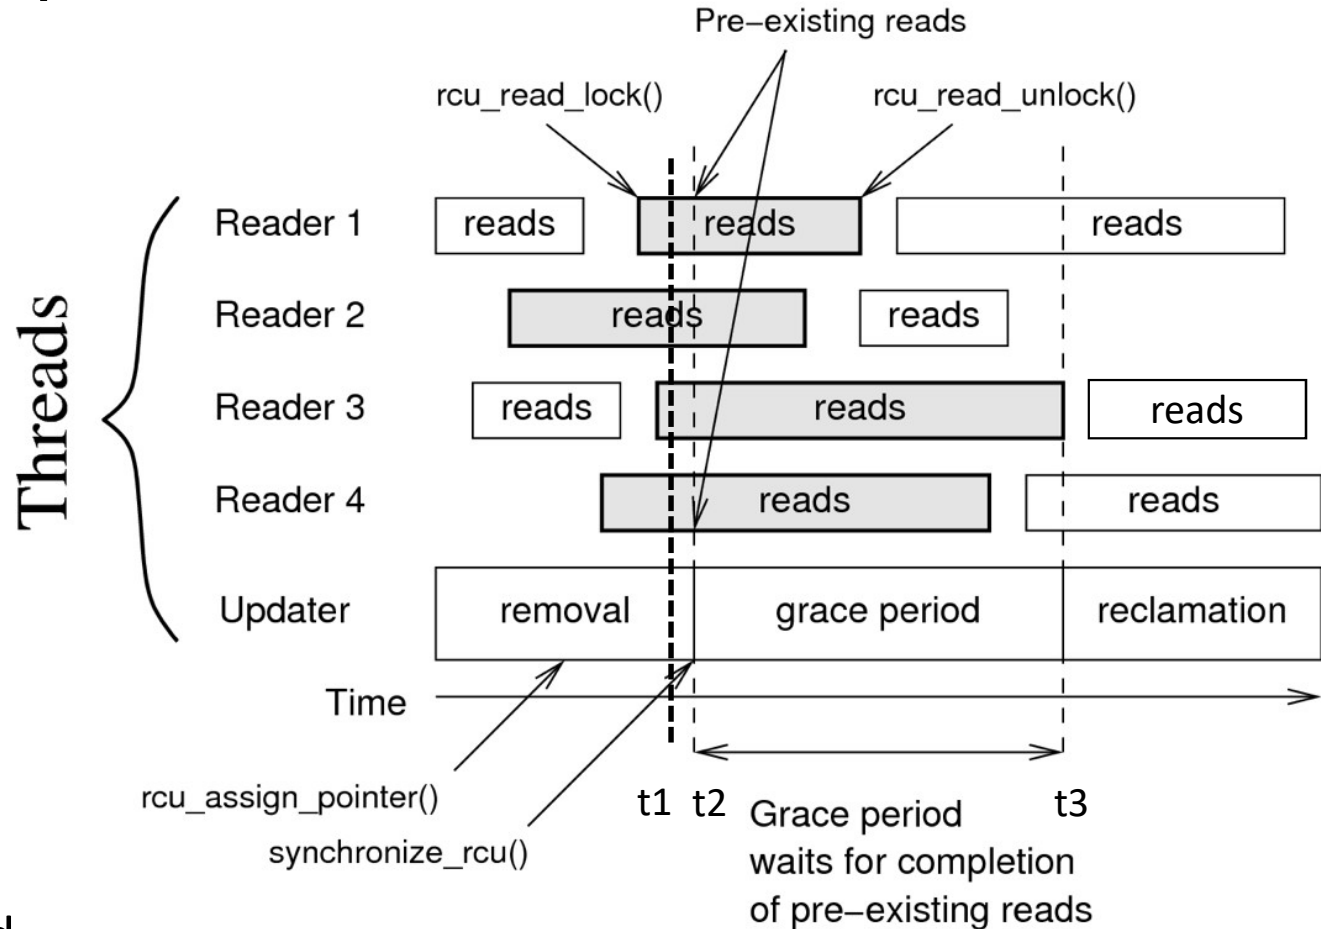 Pre-existing reads
rcu_read_lock()
rcu_read_unlock()
Threads
Reader 1
reads
reads
reads
Reader 2
reads
reads
Reader 3
reads
reads
reads
Reader 4
reads
reads
Updater
removal
grace period
reclamation
Time
rcu_assign_pointer()
synchronize_rcu()
t1
t2
t3
Grace period
waits for completion
of pre-existing reads